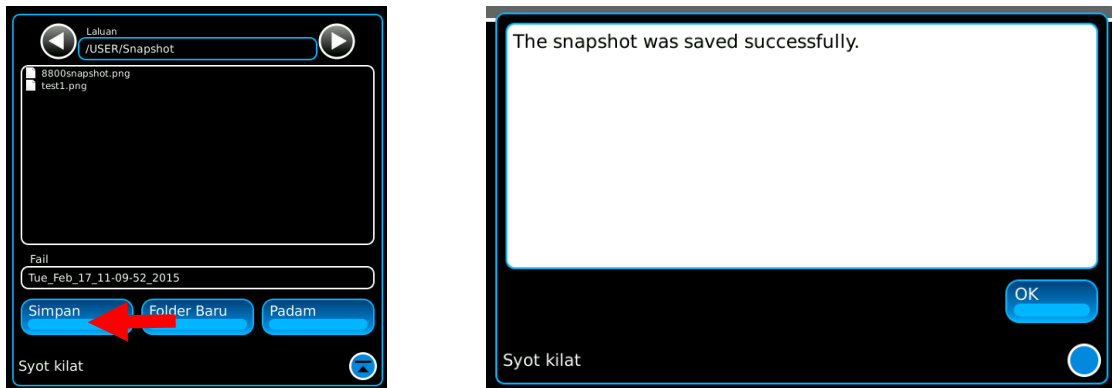 Laluan
/USER/Snapshot
8800snapshot.png
test1.png
Fail
Tue_Feb_17_11-09-52_2015
Simpan
Folder Baru
Padam
Syot kilat
The snapshot was saved successfully.
OK
Syot kilat